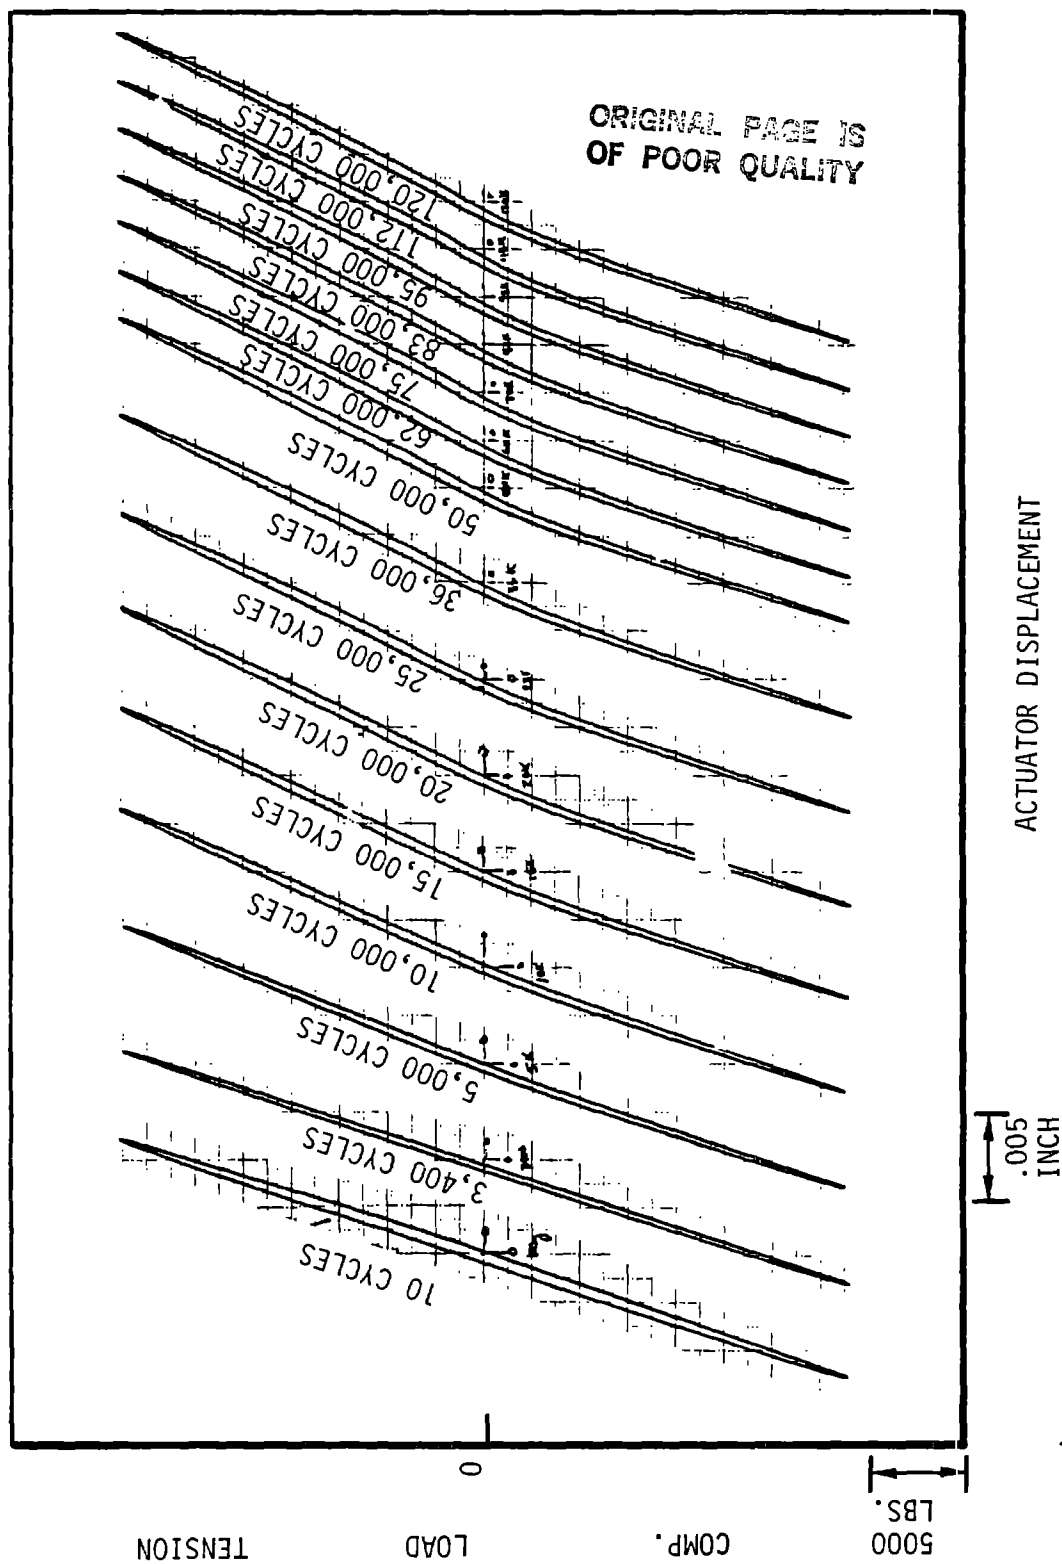 ORIGINAL PAGE IS
OF POOR QUALITY
120,000 CYCLES
112,000 CYCLES
95,000 CYCLES
83,000 CYCLES
75,000 CYCLES
62,000 CYCLES
50,000 CYCLES
36,000 CYCLES
25,000 CYCLES
20,000 CYCLES
15,000 CYCLES
10,000 CYCLES
5,000 CYCLES
3,400 CYCLES
10 CYCLES
ACTUATOR DISPLACEMENT
.005
INCH
0
TENSION
LOAD
COMP.
5000
LBS.